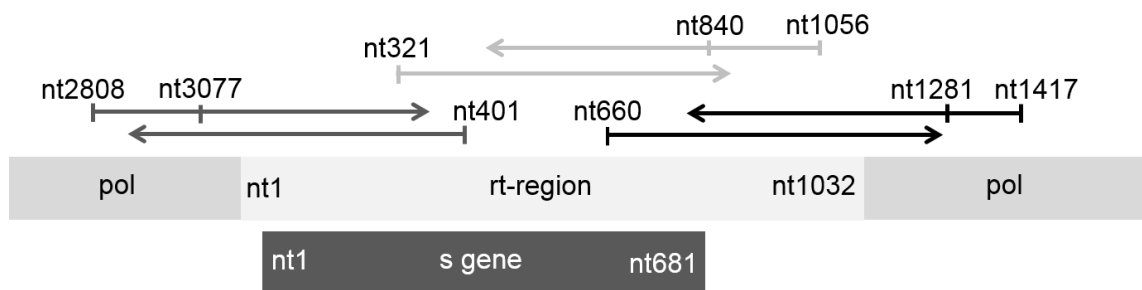 nt840 nt1056
nt321
nt2808 nt3077 nt401 nt660 nt1281 nt1417
pol nt1 rt-region nt1032 pol
nt1 s gene nt681